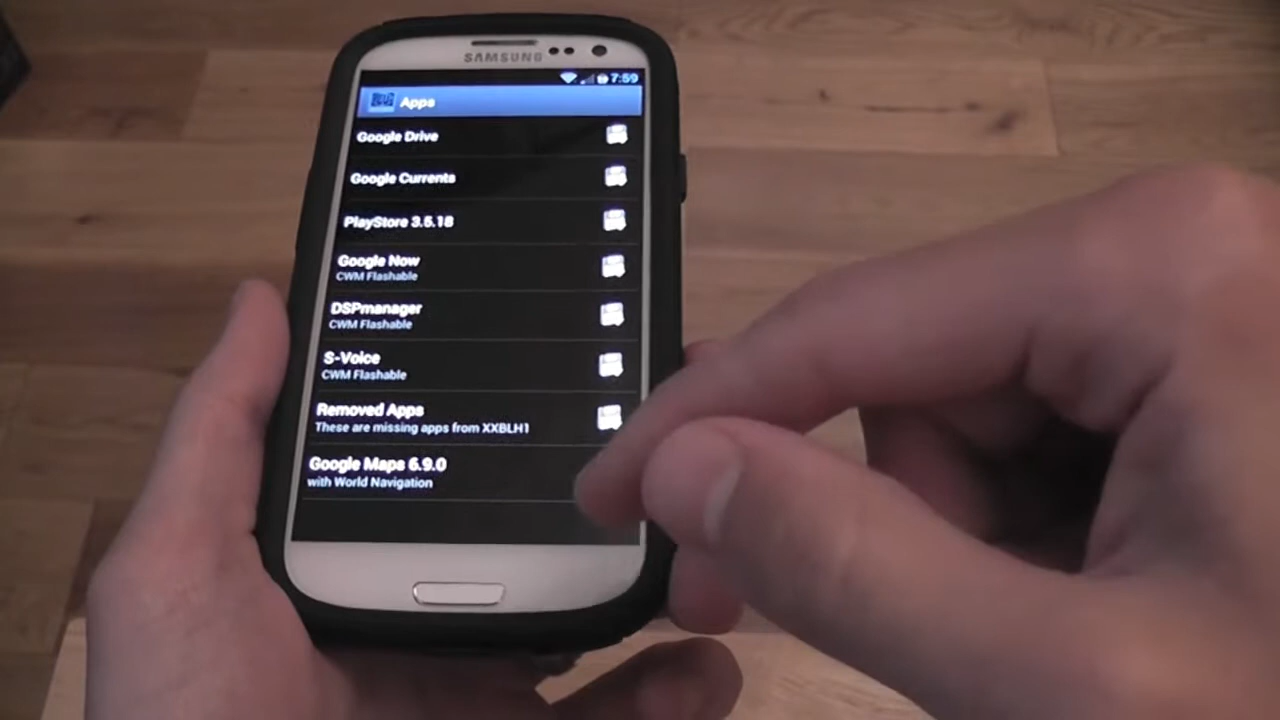 SAMSUNG
7:59
Apps
Google Drive
Google Currents
PlayStore 3.5.18
Google Now
CWM Flashable
DSPmanager
CWM Flashable
S-Voice
CWM Flashable
Removed Apps
These are missing apps from XXBLH1
Google Maps 6.9.0
with World Navigation